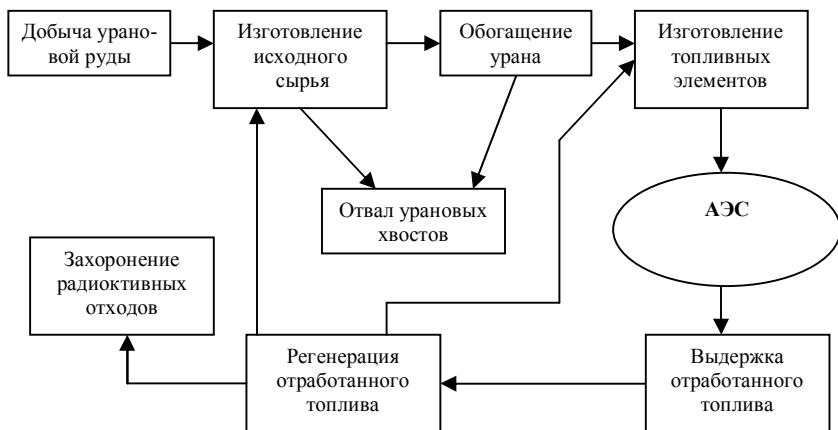 Добыча урано-
вой руды
Изготовление
исходного
сырья
Обогащение
урана
Изготовление
топливных
элементов
Отвал урановых
хвостов
АЭС
Захоронение
радиоктивных
отходов
Регенерация
отработанного
топлива
Выдержка
отработанного
топлива